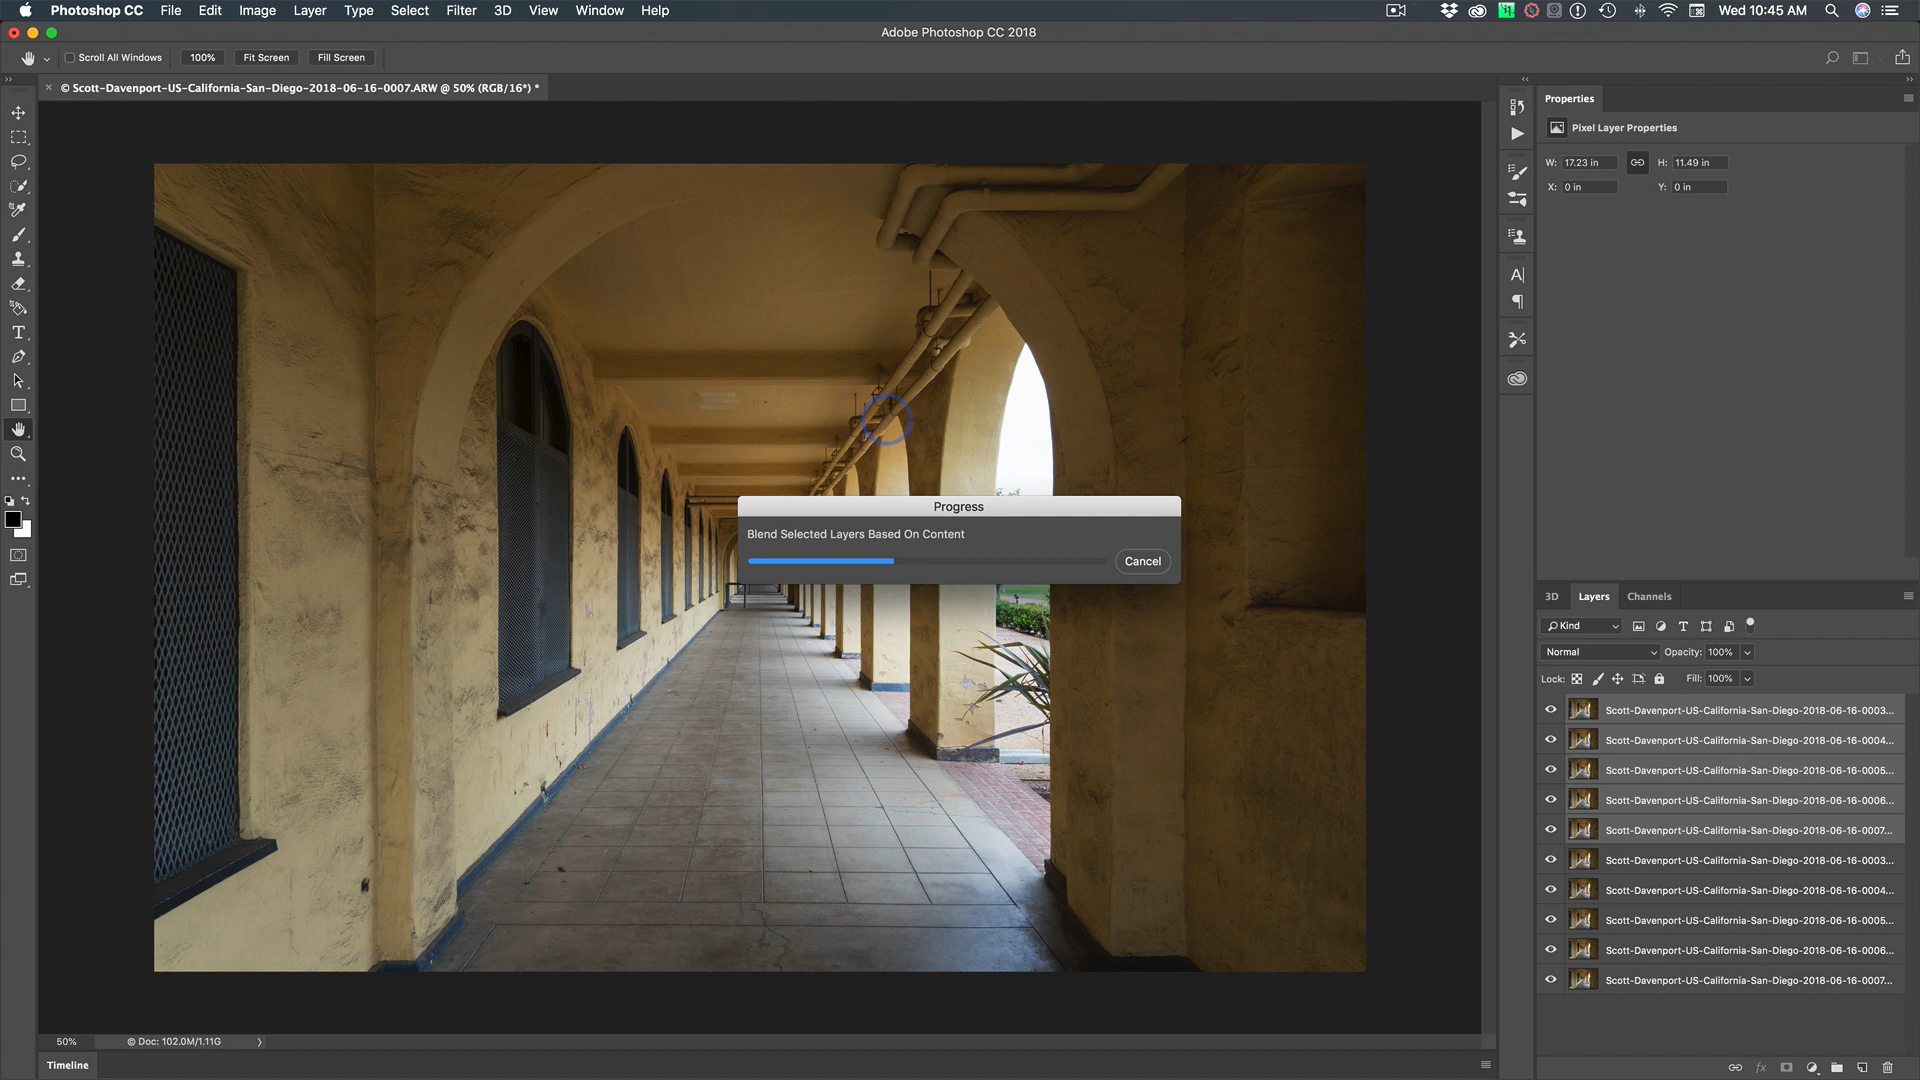 Photoshop CC File Edit Image Layer Type Select Filter 3D View Window Help Wed 10:45 AM
Adobe Photoshop CC 2018
Scroll All Windows 100% Fit Screen Fill Screen
© Scott-Davenport-US-California-San-Diego-2018-06-16-0007.ARW @ 50% (RGB/16*) *
Properties
Pixel Layer Properties
W: 17.23 in H: 11.49 in
X: 0 in Y: 0 in
Progress
Blend Selected Layers Based On Content
Cancel
3D Layers Channels
Kind
Normal Opacity: 100%
Lock: Fill: 100%
Scott-Davenport-US-California-San-Diego-2018-06-16-0003...
Scott-Davenport-US-California-San-Diego-2018-06-16-0004...
Scott-Davenport-US-California-San-Diego-2018-06-16-0005...
Scott-Davenport-US-California-San-Diego-2018-06-16-0006...
Scott-Davenport-US-California-San-Diego-2018-06-16-0007...
Scott-Davenport-US-California-San-Diego-2018-06-16-0003...
Scott-Davenport-US-California-San-Diego-2018-06-16-0004...
Scott-Davenport-US-California-San-Diego-2018-06-16-0005...
Scott-Davenport-US-California-San-Diego-2018-06-16-0006...
Scott-Davenport-US-California-San-Diego-2018-06-16-0007...
50% © Doc: 102.0M/1.11G
Timeline